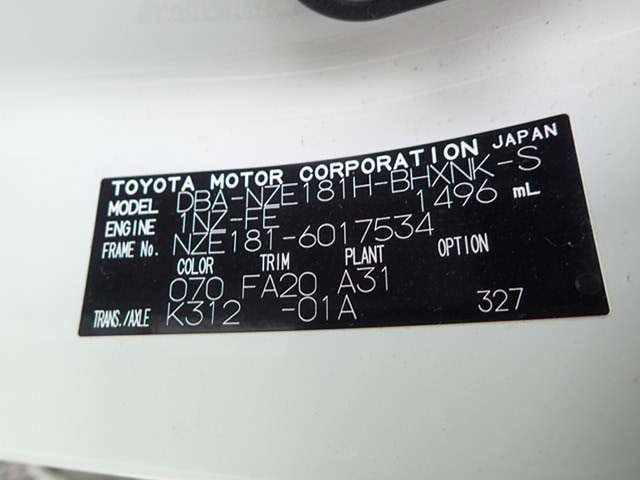 TOYOTA MOTOR CORPORATION JAPAN
MODEL DBA-NZE181H-BHXNK-S
ENGINE 1NZ-FE 1496 mL
FRAME No. NZE181-6017534
COLOR TRIM PLANT OPTION
070 FA20 A31
TRANS./AXLE K312 -01A 327